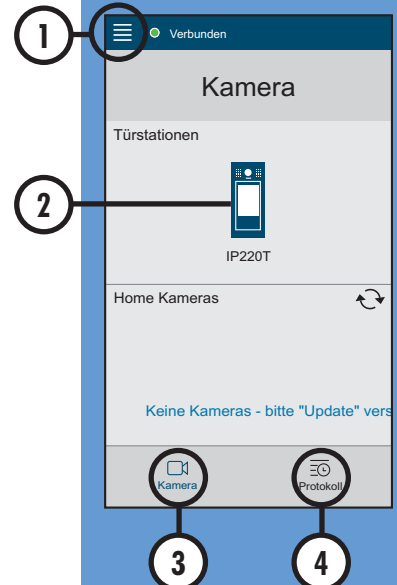 1
Verbunden
Kamera
Türstationen
2
IP220T
Home Kameras
Keine Kameras - bitte "Update" vers
Kamera
Protokoll
3
4